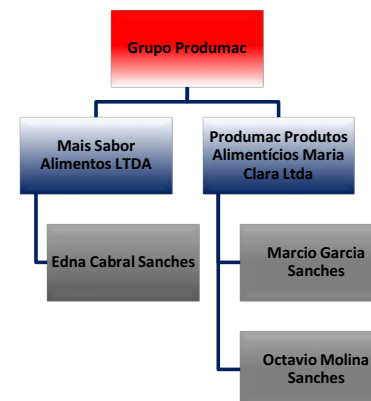 Grupo Produmac
Mais Sabor
Alimentos LTDA
Produmac Produtos
Alimentícios Maria
Clara Ltda
Edna Cabral Sanches
Marcio Garcia
Sanches
Octavio Molina
Sanches